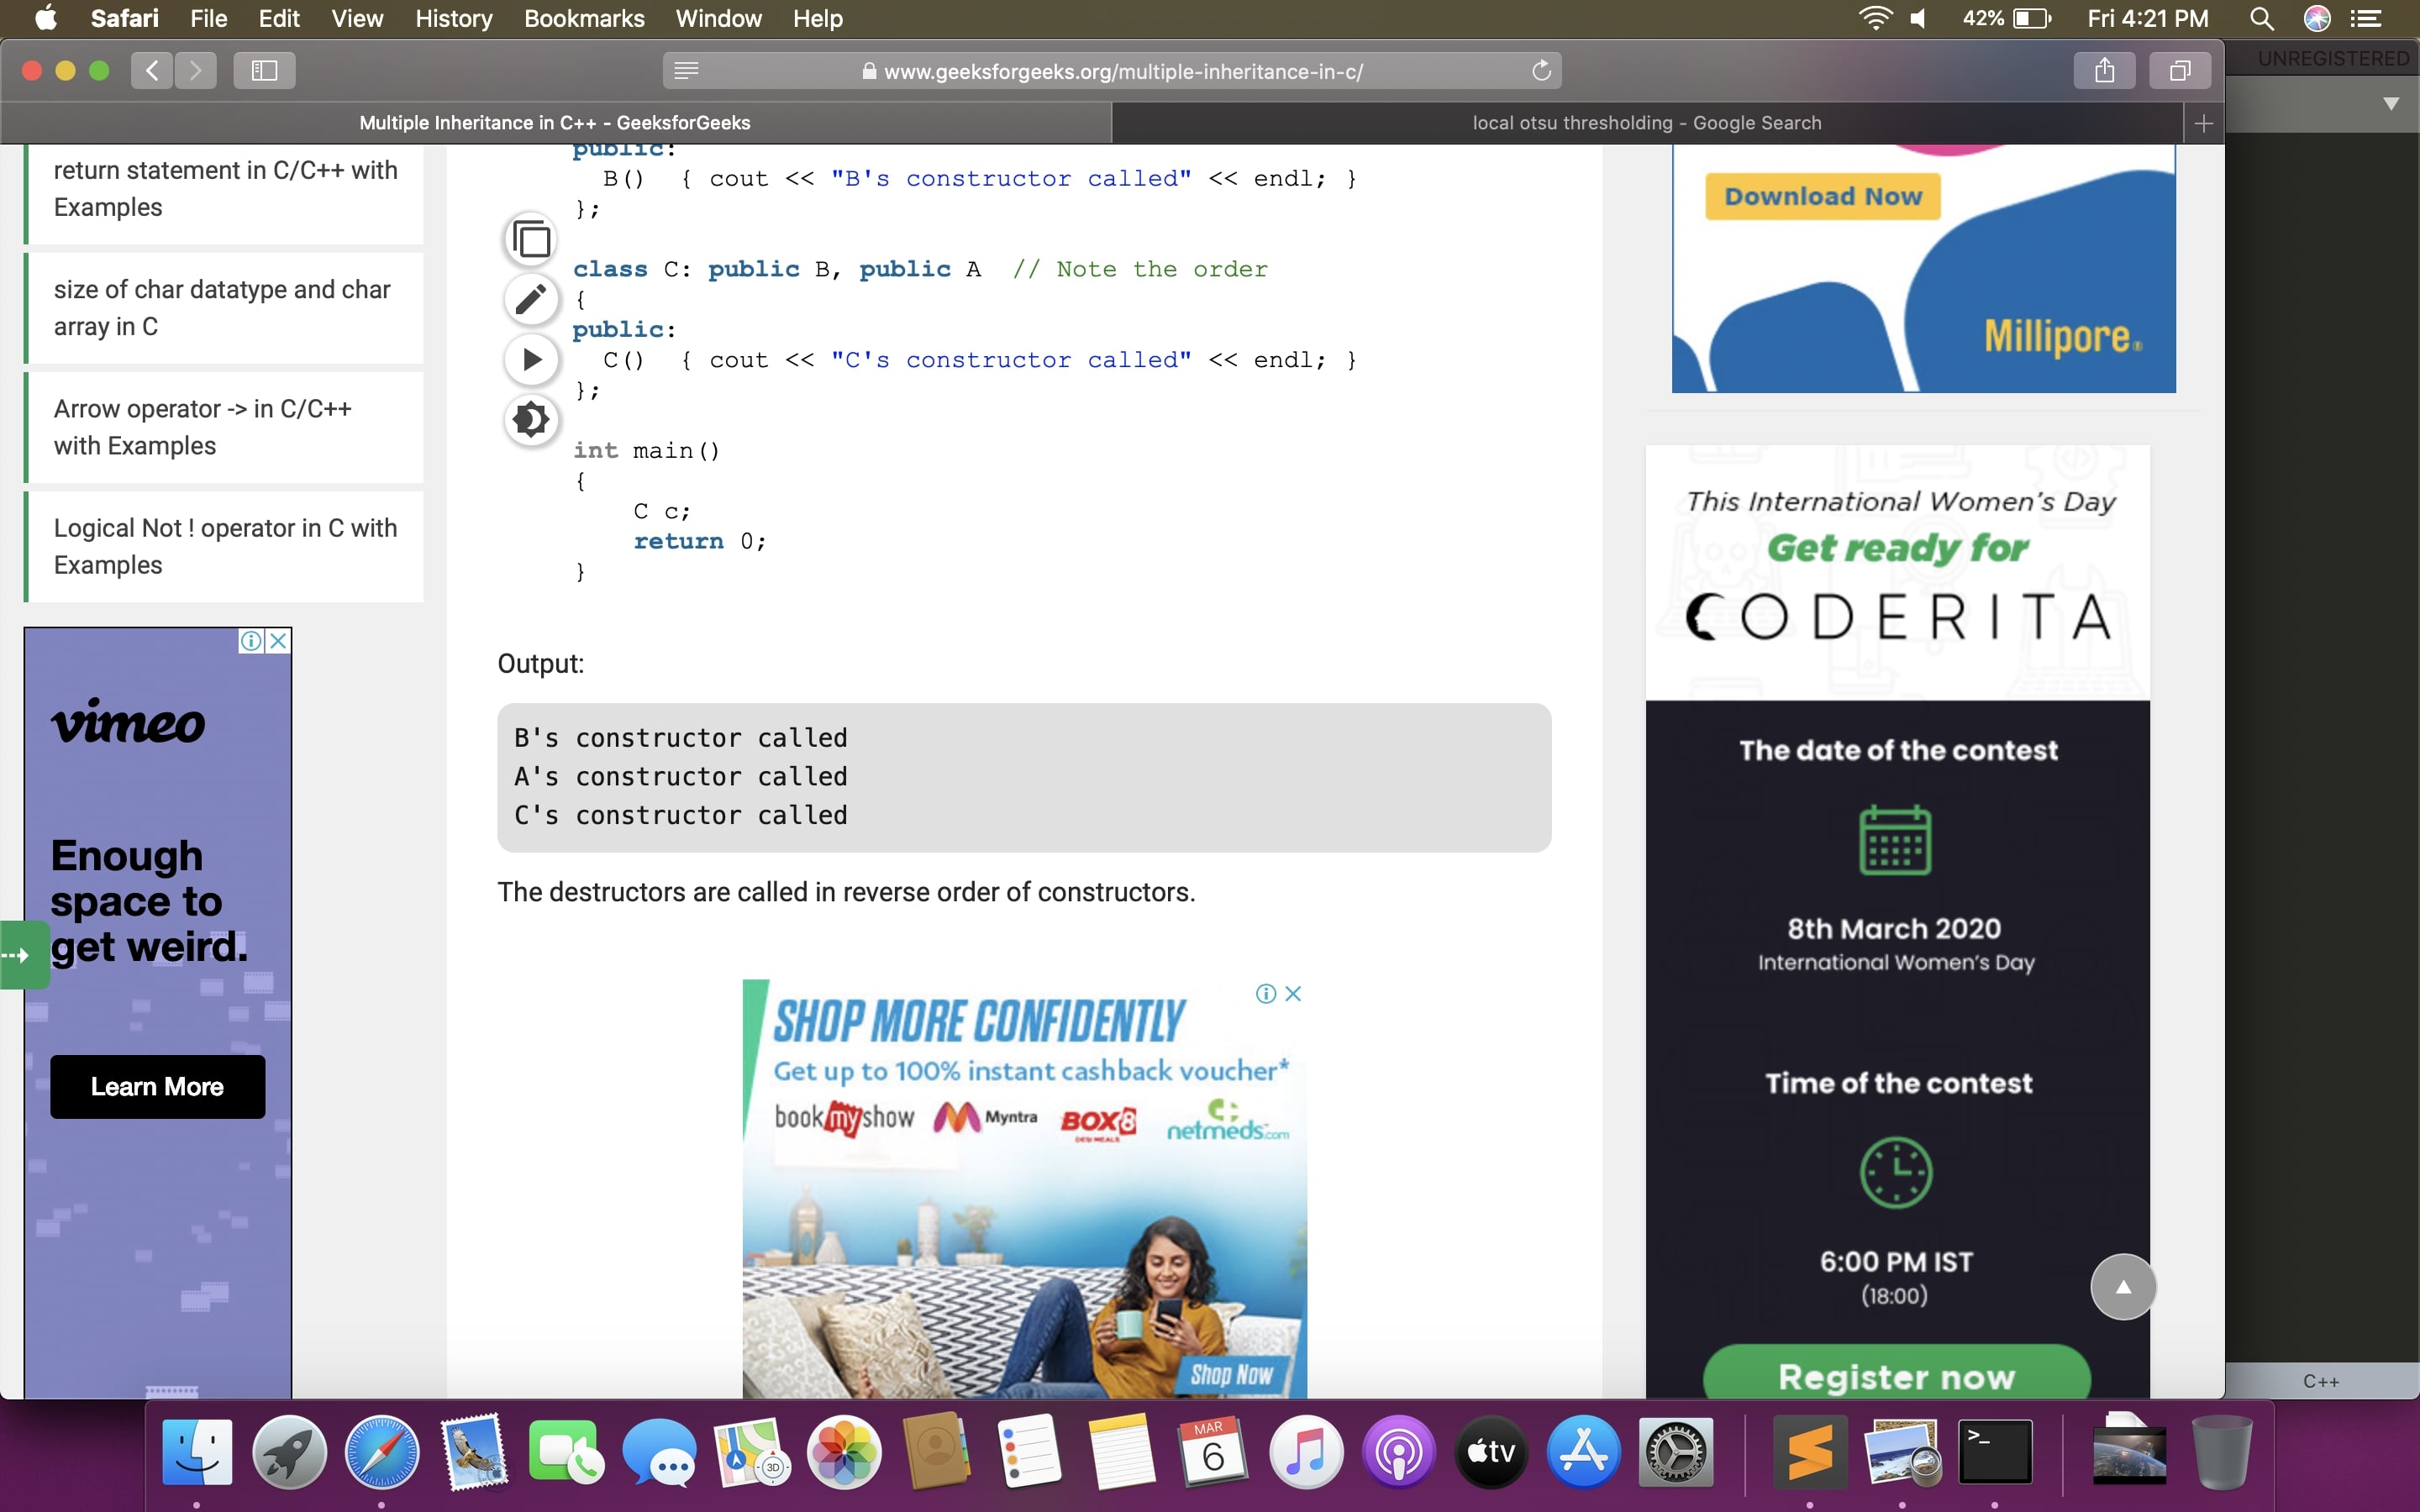 Safari File Edit View History Bookmarks Window Help 42% Fri 4:21 PM
UNREGISTERED
www.geeksforgeeks.org/multiple-inheritance-in-c/
Multiple Inheritance in C++ - GeeksforGeeks
local otsu thresholding - Google Search
return statement in C/C++ with
Examples
size of char datatype and char
array in C
Arrow operator -> in C/C++
with Examples
Logical Not ! operator in C with
Examples
vimeo
Enough
space to
get weird.
Learn More
public:
B() { cout << "B's constructor called" << endl; }
};
class C: public B, public A // Note the order
{
public:
C() { cout << "C's constructor called" << endl; }
};
int main()
{
C c;
return 0;
}
Output:
B's constructor called
A's constructor called
C's constructor called
The destructors are called in reverse order of constructors.
SHOP MORE CONFIDENTLY
Get up to 100% instant cashback voucher*
bookmyshow Myntra BOX8 netmeds.com
DESI MEALS
Shop Now
Download Now
Millipore®
This International Women's Day
Get ready for
CODERITA
The date of the contest
8th March 2020
International Women's Day
Time of the contest
6:00 PM IST
(18:00)
Register now
C++
3D
MAR
6
tv
>_